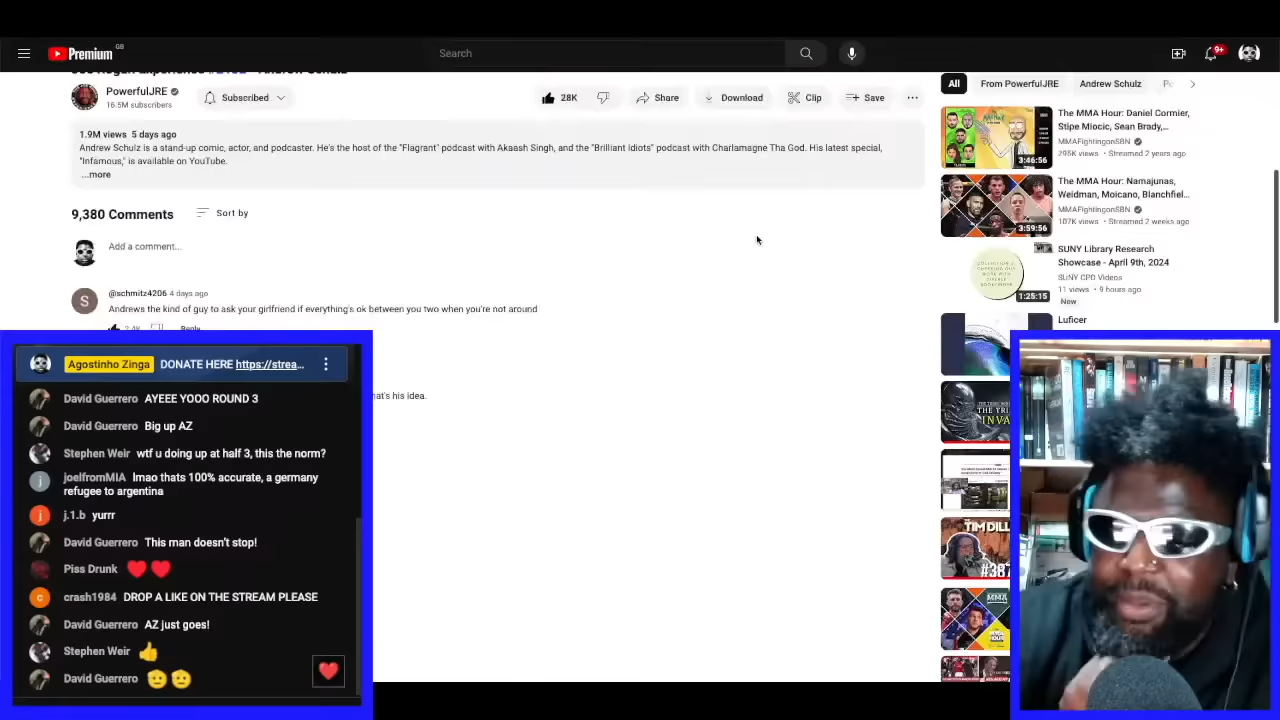 Premium GB
Search
9+
PowerfulJRE
16.5M subscribers
Subscribed
28K
Share
Download
Clip
Save
1.9M views 5 days ago
Andrew Schulz is a stand-up comic, actor, and podcaster. He's the host of the "Flagrant" podcast with Akaash Singh, and the "Brilliant Idiots" podcast with Charlamagne Tha God. His latest special,
"Infamous," is available on YouTube.
...more
9,380 Comments
Sort by
Add a comment...
S
@schmitz4206 4 days ago
Andrews the kind of guy to ask your girlfriend if everything's ok between you two when you're not around
Reply
hat's his idea.
All
From PowerfulJRE
Andrew Schulz
The MMA Hour: Daniel Cormier,
Stipe Miocic, Sean Brady,...
MMAFightingonSBN
295K views • Streamed 2 years ago
3:46:56
The MMA Hour: Namajunas,
Weidman, Moicano, Blanchfiel...
MMAFightingonSBN
107K views • Streamed 2 weeks ago
3:59:56
SUNY Library Research
Showcase - April 9th, 2024
SUNY CPD Videos
11 views • 9 hours ago
New
1:25:15
Luficer
INVA
TIM DILL
#387
Agostinho Zinga DONATE HERE https://strea...
David Guerrero AYEEE YOOO ROUND 3
David Guerrero Big up AZ
Stephen Weir wtf u doing up at half 3, this the norm?
j
joelfromMIA lmao thats 100% accurate, german ny
refugee to argentina
j
j.1.b yurrr
David Guerrero This man doesn't stop!
Piss Drunk ❤️❤️
c
crash1984 DROP A LIKE ON THE STREAM PLEASE
David Guerrero AZ just goes!
Stephen Weir 👍
David Guerrero 🫡🫡